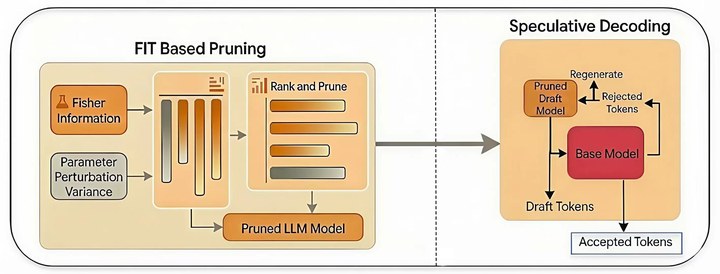 FIT Based Pruning
Fisher
Information
Parameter
Perturbation
Variance
Rank and Prune
Pruned LLM Model
Speculative Decoding
Regenerate
Pruned
Draft
Model
Rejected
Tokens
Base Model
Draft Tokens
Accepted Tokens